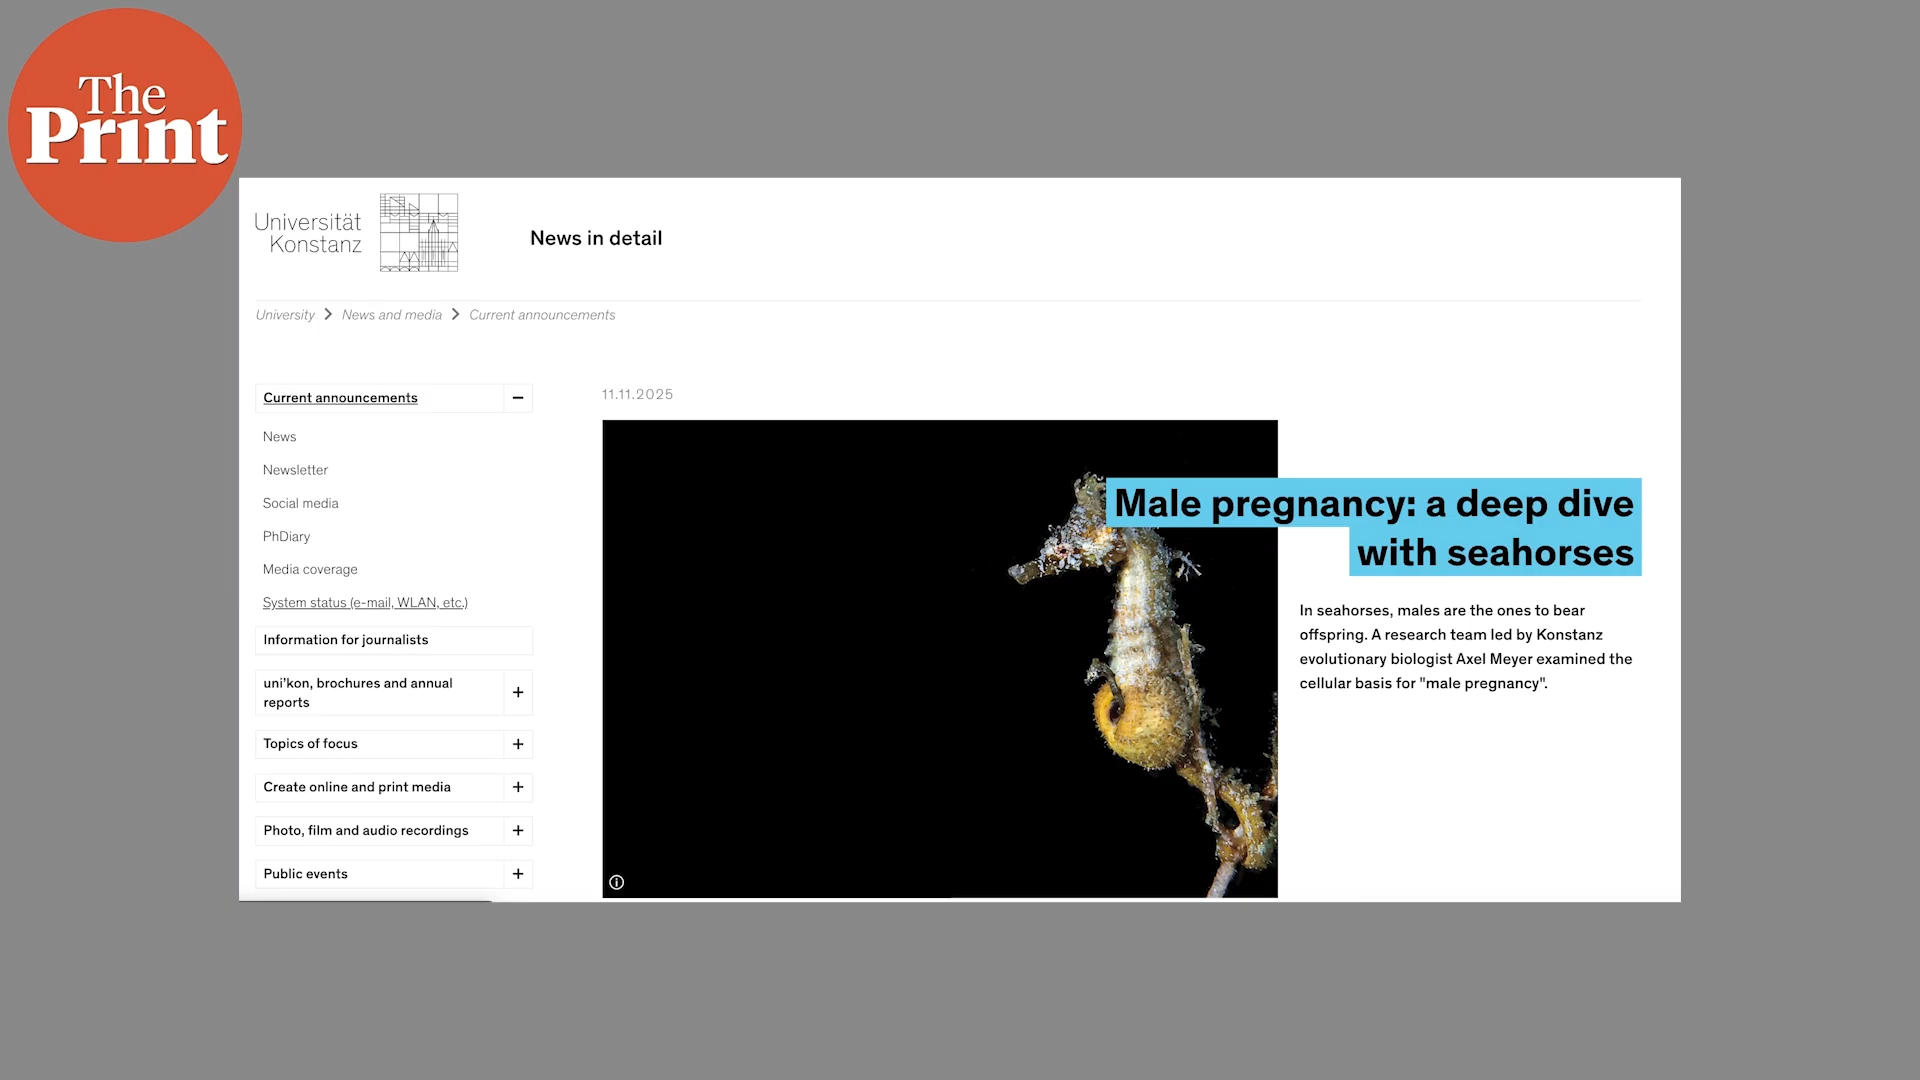 The
Print
Universität
Konstanz
News in detail
University
News and media
Current announcements
Current announcements
News
Newsletter
Social media
PhDiary
Media coverage
System status (e-mail, WLAN, etc.)
Information for journalists
uni'kon, brochures and annual
reports
Topics of focus
Create online and print media
Photo, film and audio recordings
Public events
11.11.2025
Male pregnancy: a deep dive
with seahorses
In seahorses, males are the ones to bear
offspring. A research team led by Konstanz
evolutionary biologist Axel Meyer examined the
cellular basis for "male pregnancy".